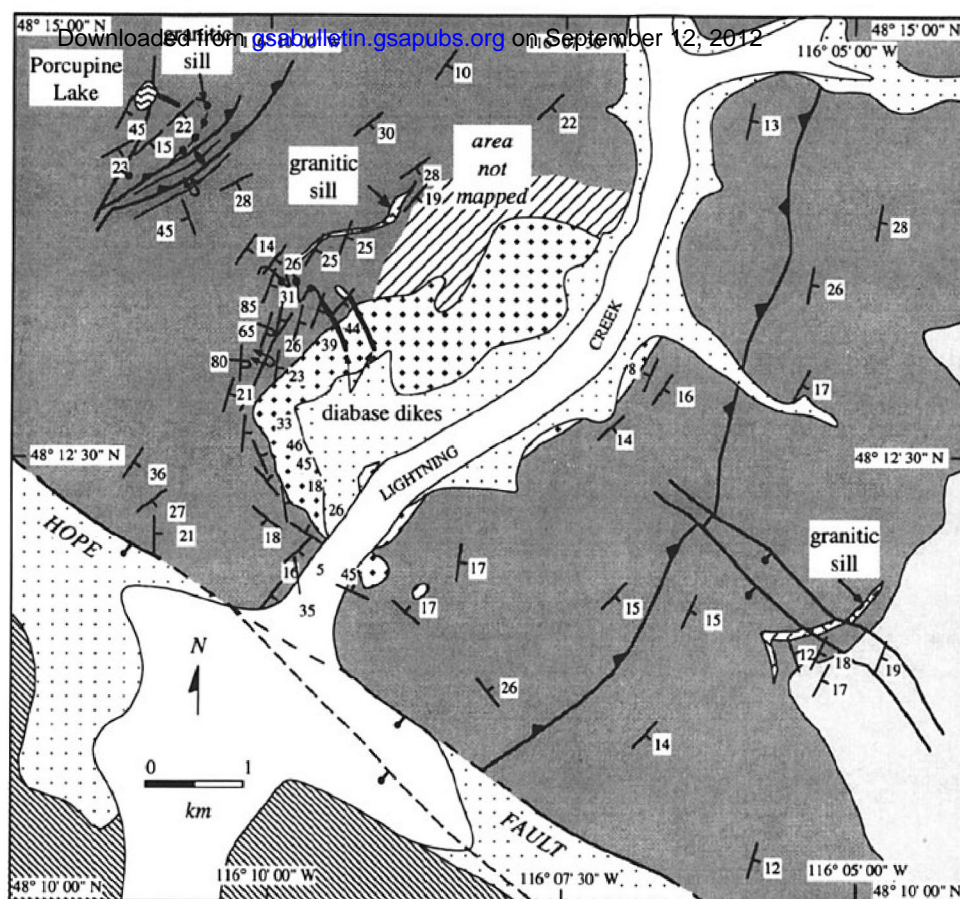 48° 15' 00" N
Downloaded from gsabulletin.gsapubs.org on September 12, 2012
116° 05' 00" W
48° 15' 00" N
granitic
sill
Porcupine
Lake
10
13
45
22
15
23
30
22
area
not
mapped
granitic
sill
28
19
28
45
28
14
26
25
25
26
31
85
65
26
39
44
80
23
21
CREEK
8
16
17
diabase dikes
33
46
45
18
26
14
48° 12' 30" N
48° 12' 30" N
LIGHTNING
36
27
21
HOPE
18
16
5
45
35
17
17
granitic
sill
15
15
12
18
19
17
N
26
14
0 1
km
FAULT
12
48° 10' 00" N
116° 10' 00" W
116° 07' 30" W
116° 05' 00" W
48° 10' 00" N